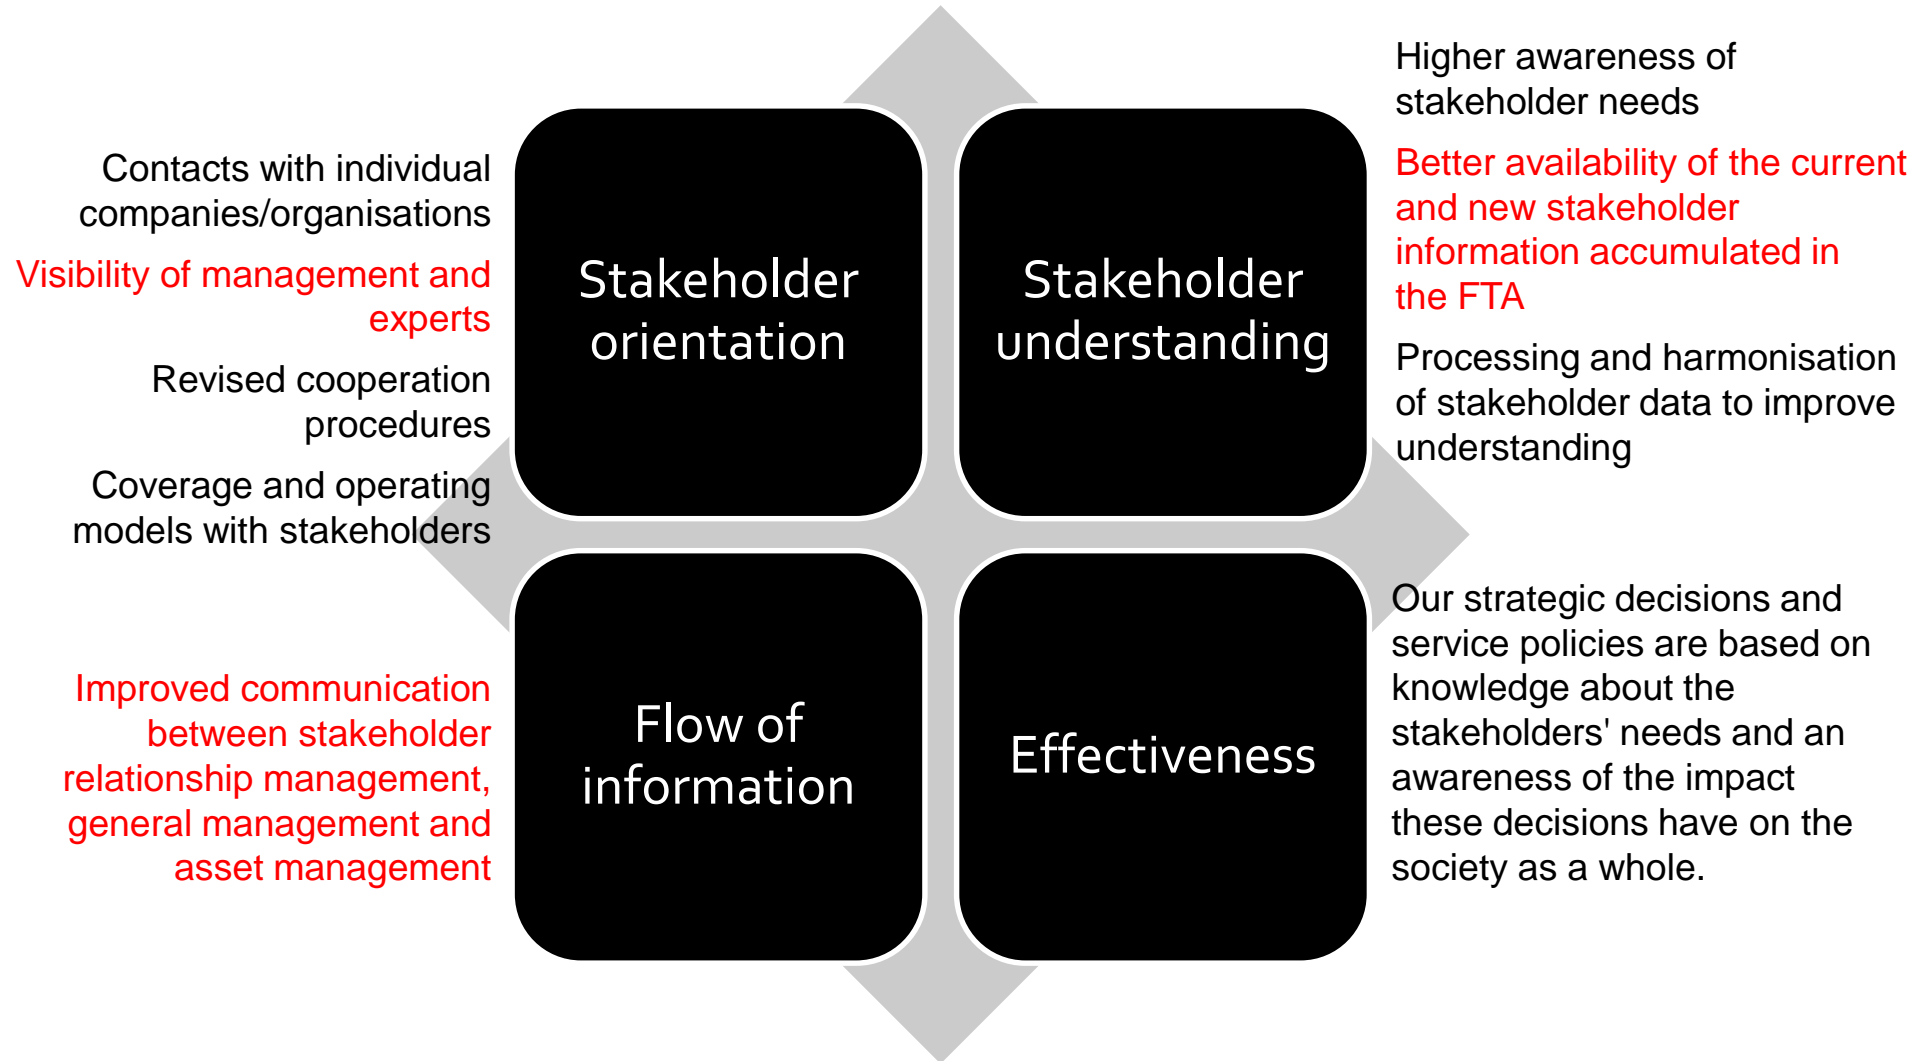 Contacts with individual
companies/organisations
Visibility of management and
experts
Revised cooperation
procedures
Coverage and operating
models with stakeholders
Stakeholder
orientation
Stakeholder
understanding
Higher awareness of
stakeholder needs
Better availability of the current
and new stakeholder
information accumulated in
the FTA
Processing and harmonisation
of stakeholder data to improve
understanding
Improved communication
between stakeholder
relationship management,
general management and
asset management
Flow of
information
Effectiveness
Our strategic decisions and
service policies are based on
knowledge about the
stakeholders' needs and an
awareness of the impact
these decisions have on the
society as a whole.